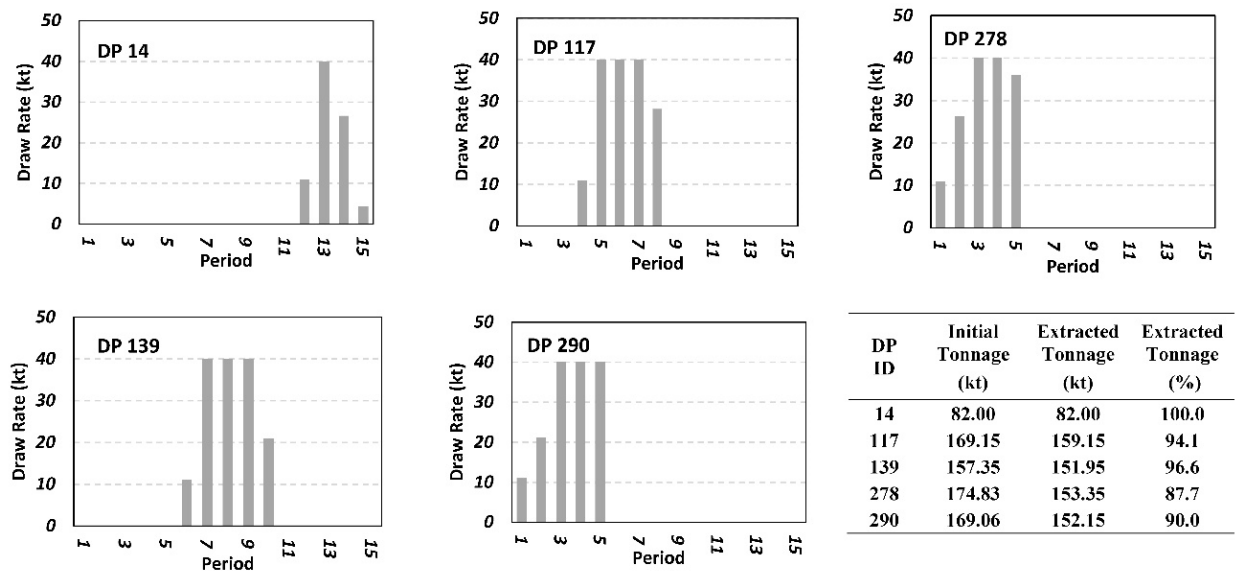 DP 14
Draw Rate (kt)
50
40
30
20
10
0
1 3 5 7 9 11 13 15
Period
DP 117
Draw Rate (kt)
50
40
30
20
10
0
1 3 5 7 9 11 13 15
Period
DP 278
Draw Rate (kt)
50
40
30
20
10
0
1 3 5 7 9 11 13 15
Period
DP 139
Draw Rate (kt)
50
40
30
20
10
0
1 3 5 7 9 11 13 15
Period
DP 290
Draw Rate (kt)
50
40
30
20
10
0
1 3 5 7 9 11 13 15
Period
DP ID Initial Tonnage (kt) Extracted Tonnage (kt) Extracted Tonnage (%)
14 82.00 82.00 100.0
117 169.15 159.15 94.1
139 157.35 151.95 96.6
278 174.83 153.35 87.7
290 169.06 152.15 90.0